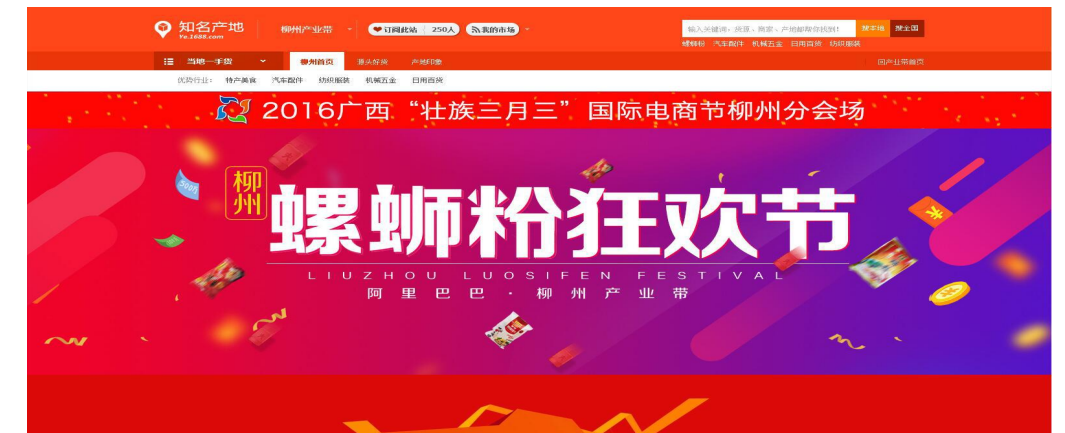 知名产地 柳州产业带 订阅此站 250人 我的市场
Ye.1688.com
输入关键词，货源、商家、产地都帮你找到！ 搜本地 搜全国
螺蛳粉 汽车配件 机械五金 日用百货 纺织服装
当地一手货 柳州首页 源头好货 产地印象 回产业带首页
优势行业： 特产美食 汽车配件 纺织服装 机械五金 日用百货
2016广西“壮族三月三”国际电商节柳州分会场
柳州
螺蛳粉狂欢节
LIUZHOU LUOSIFEN FESTIVAL
阿里巴巴·柳州产业带